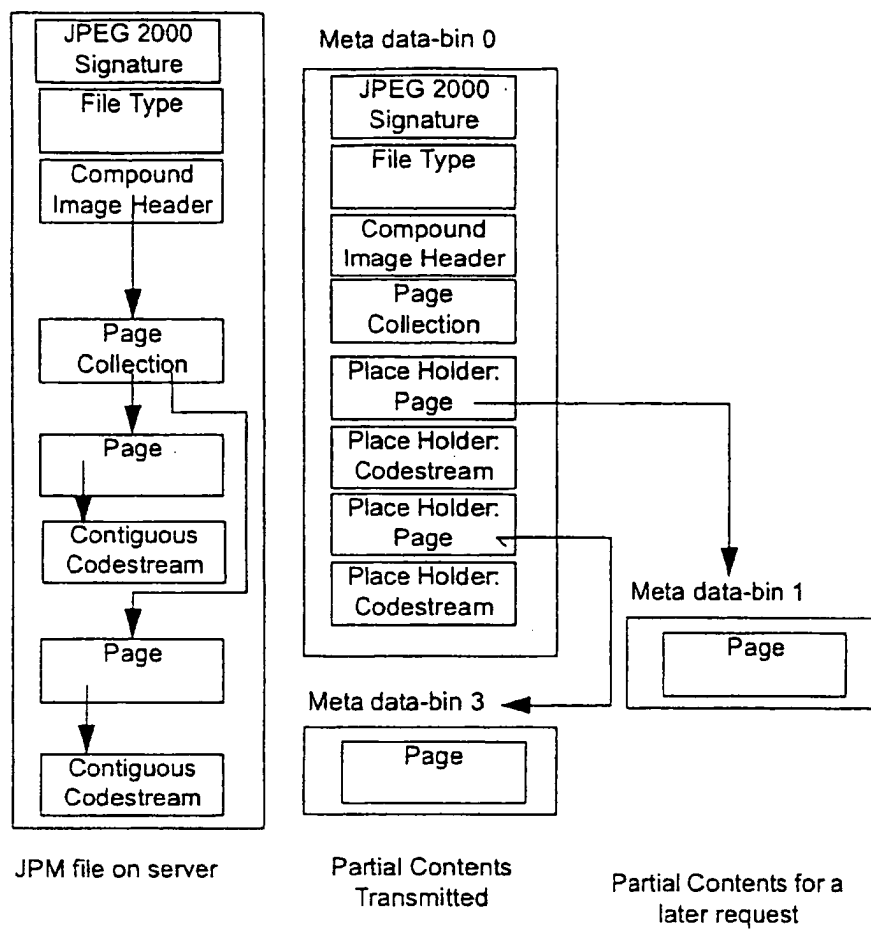 JPEG 2000
Signature
File Type
Compound
Image Header
Page
Collection
Page
Contiguous
Codestream
Page
Contiguous
Codestream
JPM file on server
Meta data-bin 0
JPEG 2000
Signature
File Type
Compound
Image Header
Page
Collection
Place Holder:
Page
Place Holder:
Codestream
Place Holder:
Page
Place Holder:
Codestream
Meta data-bin 3
Page
Partial Contents
Transmitted
Meta data-bin 1
Page
Partial Contents for a
later request